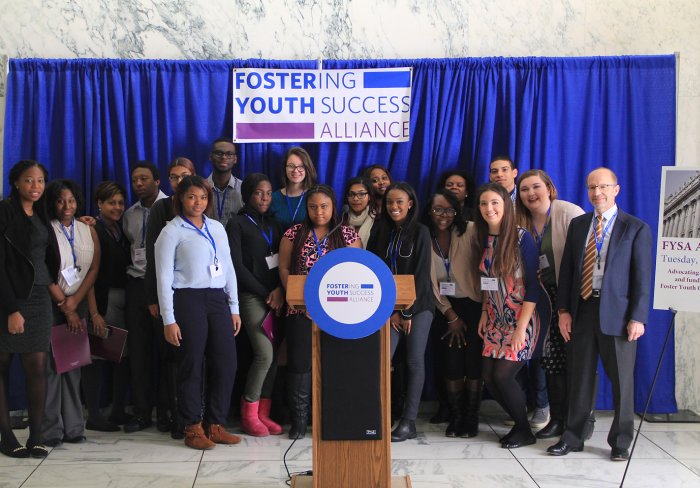 FOSTERING
YOUTH SUCCESS
ALLIANCE
FOSTERING
YOUTH SUCCESS
ALLIANCE
FYSA
Tuesday,
Advocating
and fund
Foster Youth